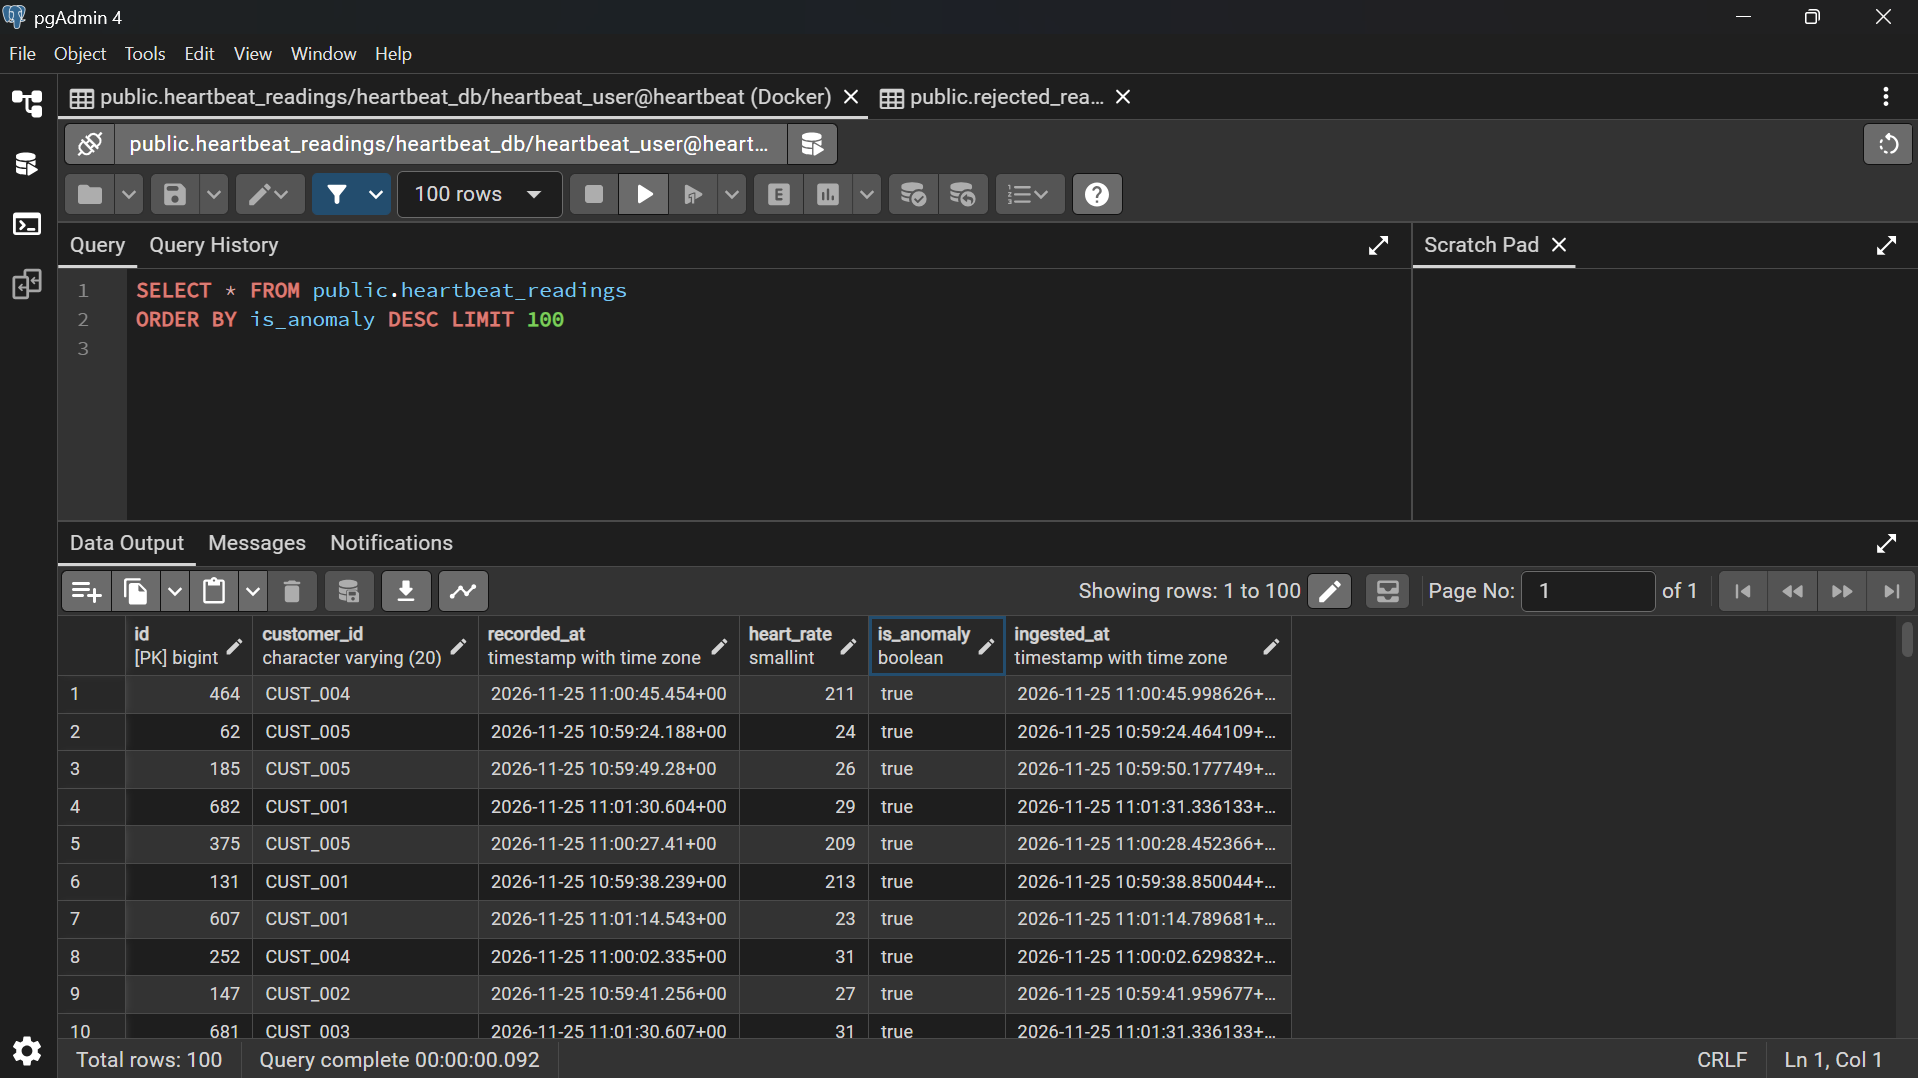 pgAdmin 4
File Object Tools Edit View Window Help
public.heartbeat_readings/heartbeat_db/heartbeat_user@heartbeat (Docker) public.rejected_rea...
public.heartbeat_readings/heartbeat_db/heartbeat_user@heart...
100 rows E
Query Query History Scratch Pad
1 SELECT * FROM public.heartbeat_readings
2 ORDER BY is_anomaly DESC LIMIT 100
3
Data Output Messages Notifications
Showing rows: 1 to 100 Page No: 1 of 1
id customer_id recorded_at heart_rate is_anomaly ingested_at
[PK] bigint character varying (20) timestamp with time zone smallint boolean timestamp with time zone
1 464 CUST_004 2026-11-25 11:00:45.454+00 211 true 2026-11-25 11:00:45.998626+...
2 62 CUST_005 2026-11-25 10:59:24.188+00 24 true 2026-11-25 10:59:24.464109+...
3 185 CUST_005 2026-11-25 10:59:49.28+00 26 true 2026-11-25 10:59:50.177749+...
4 682 CUST_001 2026-11-25 11:01:30.604+00 29 true 2026-11-25 11:01:31.336133+...
5 375 CUST_005 2026-11-25 11:00:27.41+00 209 true 2026-11-25 11:00:28.452366+...
6 131 CUST_001 2026-11-25 10:59:38.239+00 213 true 2026-11-25 10:59:38.850044+...
7 607 CUST_001 2026-11-25 11:01:14.543+00 23 true 2026-11-25 11:01:14.789681+...
8 252 CUST_004 2026-11-25 11:00:02.335+00 31 true 2026-11-25 11:00:02.629832+...
9 147 CUST_002 2026-11-25 10:59:41.256+00 27 true 2026-11-25 10:59:41.959677+...
10 681 CUST_003 2026-11-25 11:01:30.607+00 31 true 2026-11-25 11:01:31.336133+...
Total rows: 100 Query complete 00:00:00.092 CRLF Ln 1, Col 1